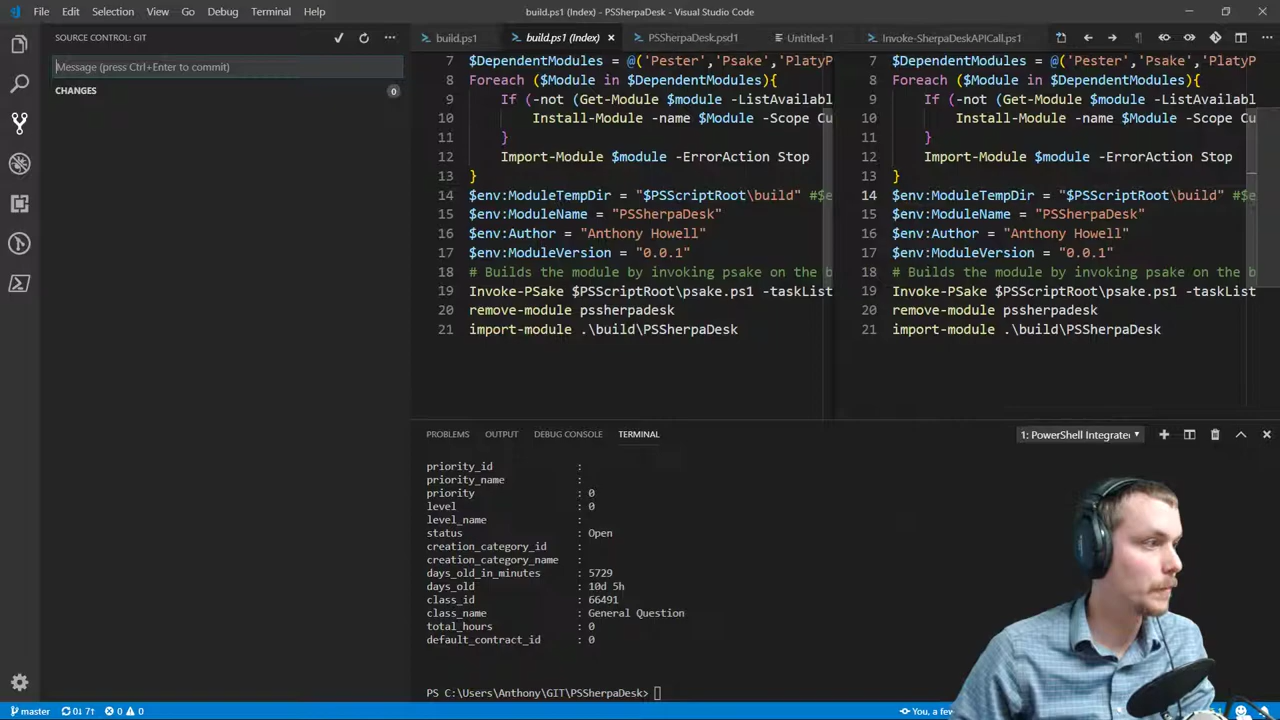 File Edit Selection View Go Debug Terminal Help
build.ps1 (Index) - PSSherpaDesk - Visual Studio Code
SOURCE CONTROL: GIT
Message (press Ctrl+Enter to commit)
CHANGES 0
build.ps1 build.ps1 (Index) PSSherpaDesk.psd1 Untitled-1 Invoke-SherpaDeskAPICall.ps1
7 $DependentModules = @('Pester','Psake','PlatyP
8 Foreach ($Module in $DependentModules){
9 If (-not (Get-Module $module -ListAvailabl
10 Install-Module -name $Module -Scope Cu
11 }
12 Import-Module $module -ErrorAction Stop
13 }
14 $env:ModuleTempDir = "$PSScriptRoot\build" #$e
15 $env:ModuleName = "PSSherpaDesk"
16 $env:Author = "Anthony Howell"
17 $env:ModuleVersion = "0.0.1"
18 # Builds the module by invoking psake on the b
19 Invoke-PSake $PSScriptRoot\psake.ps1 -taskList
20 remove-module pssherpadesk
21 import-module .\build\PSSherpaDesk
7 $DependentModules = @('Pester','Psake','PlatyP
8 Foreach ($Module in $DependentModules){
9 If (-not (Get-Module $module -ListAvailabl
10 Install-Module -name $Module -Scope Cu
11 }
12 Import-Module $module -ErrorAction Stop
13 }
14 $env:ModuleTempDir = "$PSScriptRoot\build" #$e
15 $env:ModuleName = "PSSherpaDesk"
16 $env:Author = "Anthony Howell"
17 $env:ModuleVersion = "0.0.1"
18 # Builds the module by invoking psake on the b
19 Invoke-PSake $PSScriptRoot\psake.ps1 -taskList
20 remove-module pssherpadesk
21 import-module .\build\PSSherpaDesk
PROBLEMS OUTPUT DEBUG CONSOLE TERMINAL
1: PowerShell Integrated
priority_id :
priority_name :
priority : 0
level : 0
level_name :
status : Open
creation_category_id :
creation_category_name :
days_old_in_minutes : 5729
days_old : 10d 5h
class_id : 66491
class_name : General Question
total_hours : 0
default_contract_id : 0
PS C:\Users\Anthony\GIT\PSSherpaDesk>
master 0↓ 7↑ 0 0 You, a few